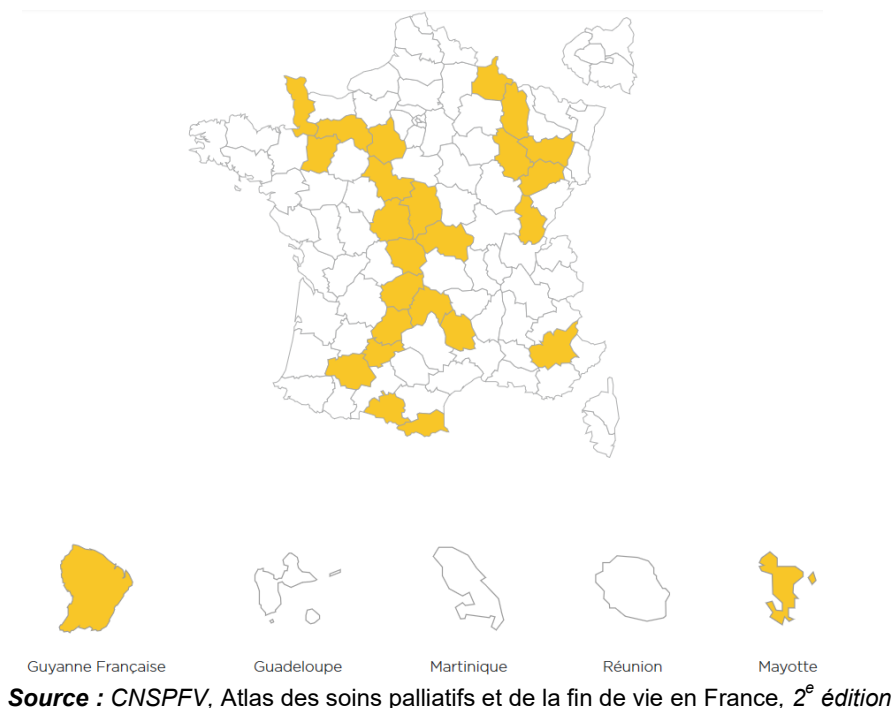 Guyanne Française Guadeloupe Martinique Réunion Mayotte
Source : CNSPFV, Atlas des soins palliatifs et de la fin de vie en France, 2e édition